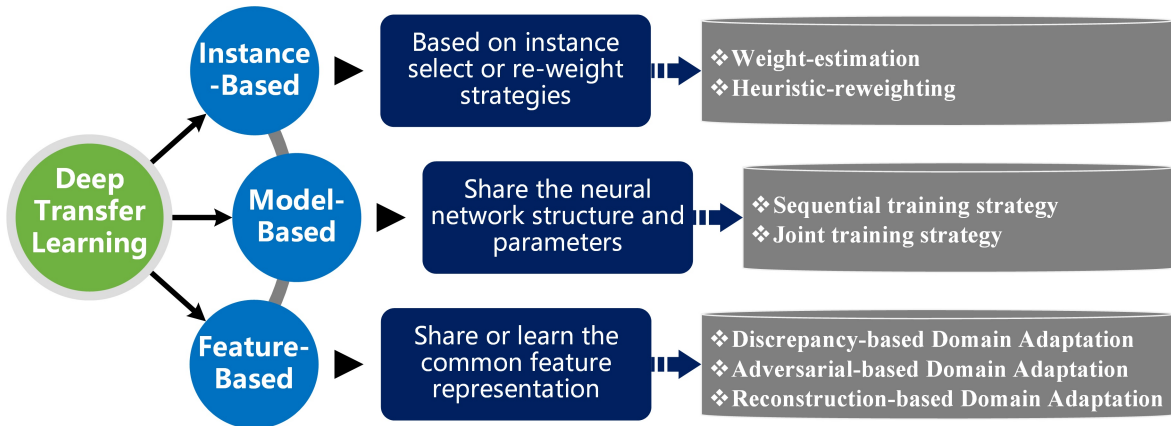 Deep
Transfer
Learning
Instance
-Based
Based on instance
select or re-weight
strategies
❖Weight-estimation
❖Heuristic-reweighting
Model-
Based
Share the neural
network structure and
parameters
❖Sequential training strategy
❖Joint training strategy
Feature-
Based
Share or learn the
common feature
representation
❖Discrepancy-based Domain Adaptation
❖Adversarial-based Domain Adaptation
❖Reconstruction-based Domain Adaptation